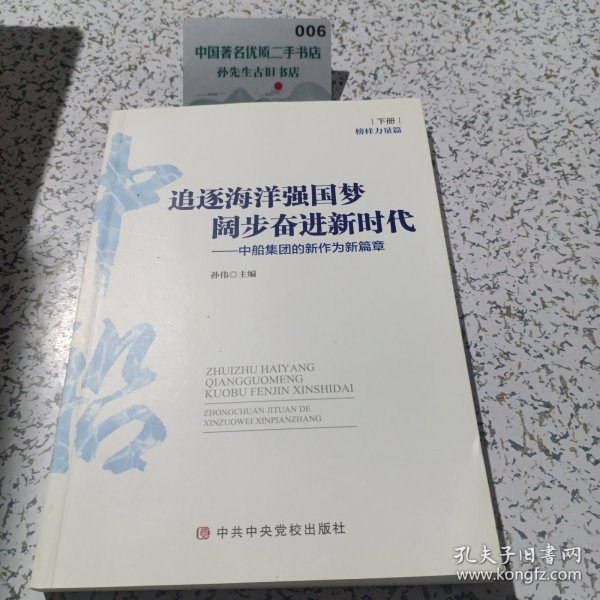 006
中国著名优质二手书店
孙先生古旧书店
下册
榜样力量篇
中船
追逐海洋强国梦
阔步奋进新时代
——中船集团的新作为新篇章
孙伟◎主编
ZHUIZHU HAIYANG
QIANGGUOMENG
KUOBU FENJIN XINSHIDAI
ZHONGCHUAN JITUAN DE
XINZUOWEI XINPIANZHANG
中共中央党校出版社
孔夫子旧书网
www.kongfz.com